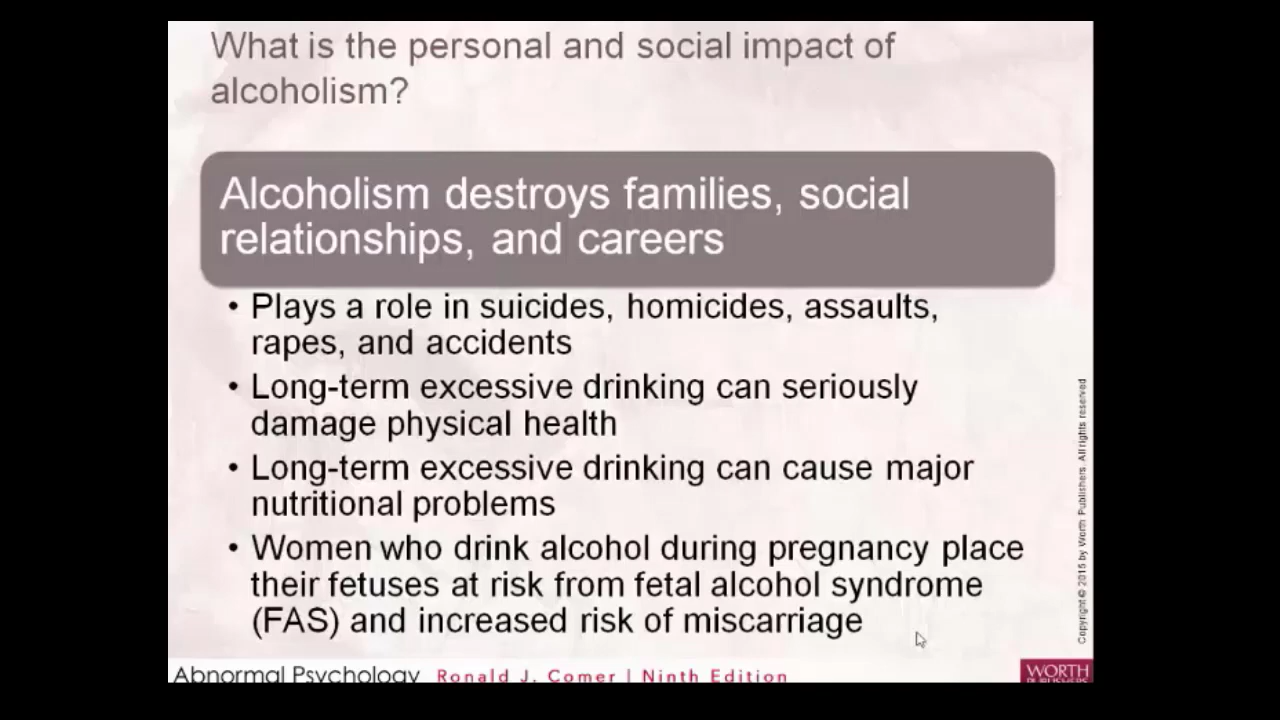 What is the personal and social impact of
alcoholism?
Alcoholism destroys families, social
relationships, and careers
• Plays a role in suicides, homicides, assaults,
rapes, and accidents
• Long-term excessive drinking can seriously
damage physical health
• Long-term excessive drinking can cause major
nutritional problems
• Women who drink alcohol during pregnancy place
their fetuses at risk from fetal alcohol syndrome
(FAS) and increased risk of miscarriage
Copyright © 2015 by Worth Publishers. All rights reserved
Abnormal Psychology Ronald J. Comer | Ninth Edition
WORTH
PUBLISHERS